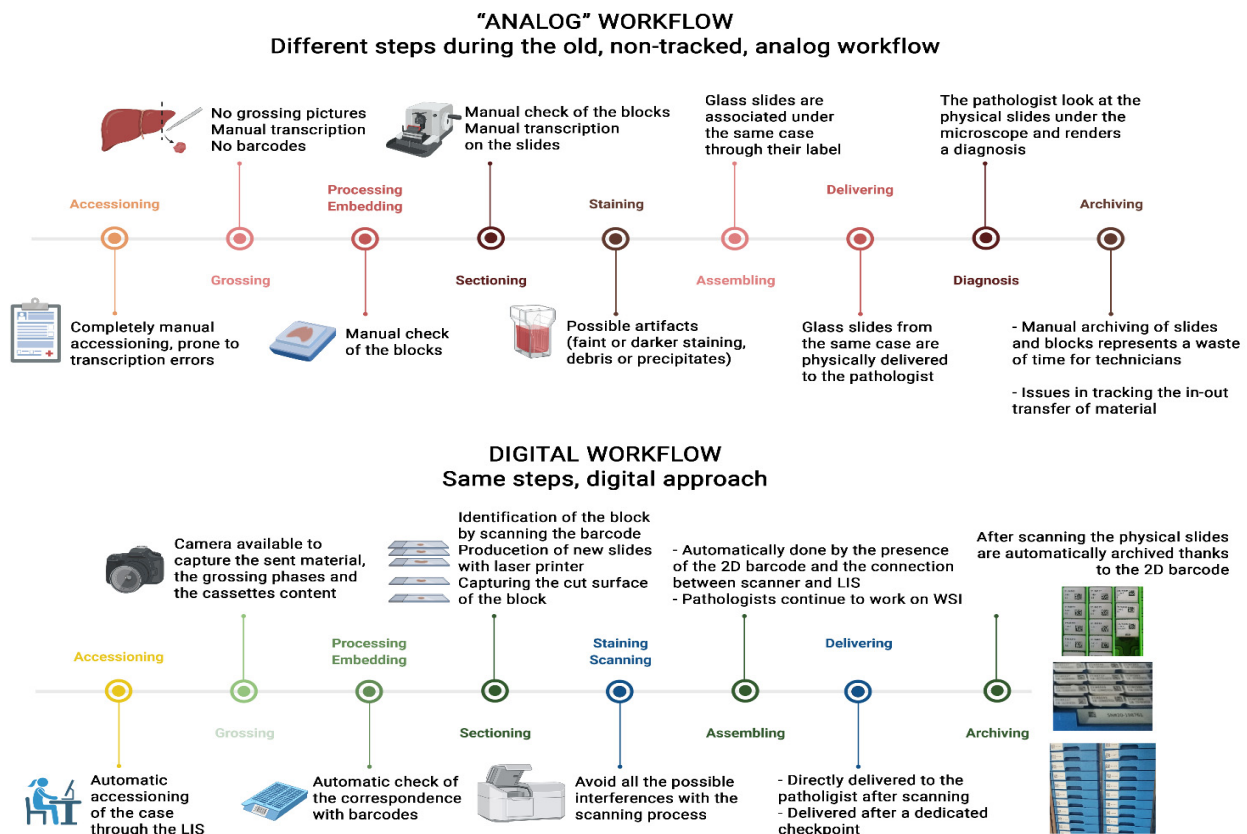 “ANALOG” WORKFLOW
Different steps during the old, non-tracked, analog workflow
No grossing pictures
Manual transcription
No barcodes
Manual check of the blocks
Manual transcription
on the slides
Glass slides are
associated under
the same case
through their label
The pathologist look at the
physical slides under the
microscope and renders
a diagnosis
Accessioning
Processing
Embedding
Staining
Delivering
Archiving
Grossing
Sectioning
Assembling
Diagnosis
Completely manual
accessioning, prone to
transcription errors
Manual check
of the blocks
Possible artifacts
(faint or darker staining,
debris or precipitates)
Glass slides from
the same case are
physically delivered
to the pathologist
- Manual archiving of slides
and blocks represents a waste
of time for technicians
- Issues in tracking the in-out
transfer of material
DIGITAL WORKFLOW
Same steps, digital approach
Camera available to
capture the sent material,
the grossing phases and
the cassettes content
Identification of the block
by scanning the barcode
Producetion of new slides
with laser printer
Capturing the cut surface
of the block
- Automatically done by the presence
of the 2D barcode and the connection
between scanner and LIS
- Pathologists continue to work on WSI
After scanning the physical slides
are automatically archived thanks
to the 2D barcode
Accessioning
Processing
Embedding
Staining
Scanning
Delivering
Grossing
Sectioning
Assembling
Archiving
Automatic
accessioning
of the case
through the LIS
Automatic check of
the correspondence
with barcodes
Avoid all the possible
interferences with the
scanning process
- Directly delivered to the
patholigist after scanning
- Delivered after a dedicated
checkpoint